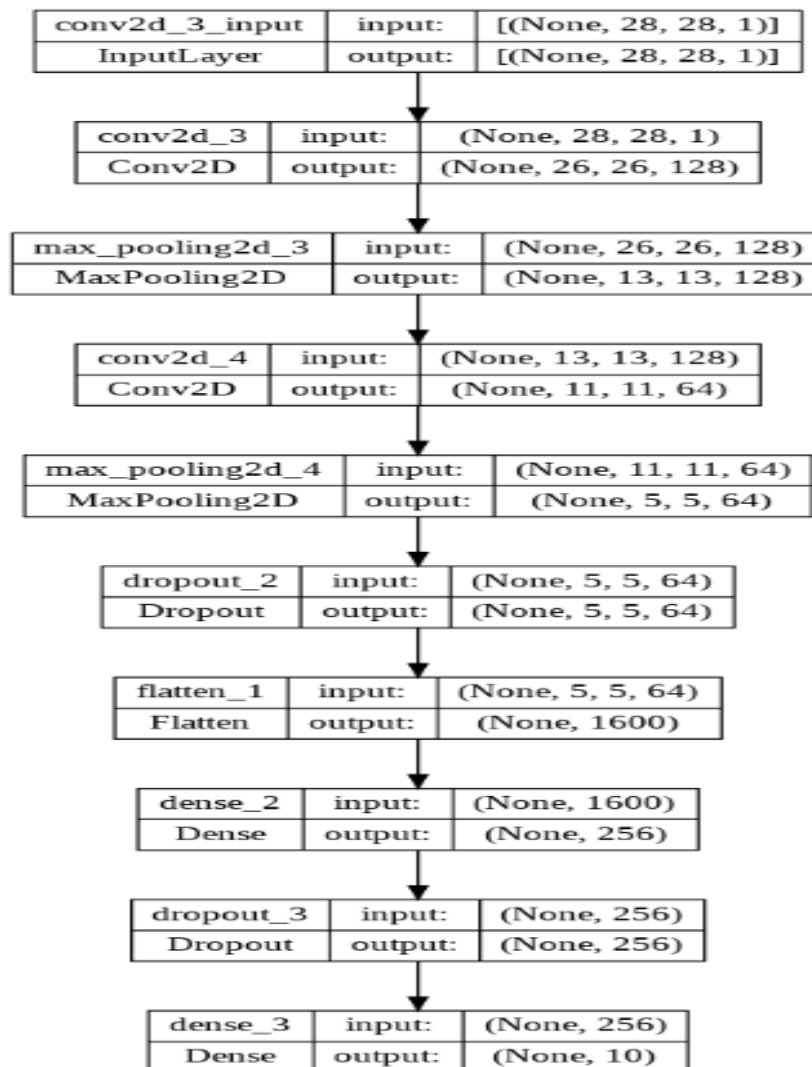 conv2d_3_input input: [(None, 28, 28, 1)]
InputLayer output: [(None, 28, 28, 1)]
conv2d_3 input: (None, 28, 28, 1)
Conv2D output: (None, 26, 26, 128)
max_pooling2d_3 input: (None, 26, 26, 128)
MaxPooling2D output: (None, 13, 13, 128)
conv2d_4 input: (None, 13, 13, 128)
Conv2D output: (None, 11, 11, 64)
max_pooling2d_4 input: (None, 11, 11, 64)
MaxPooling2D output: (None, 5, 5, 64)
dropout_2 input: (None, 5, 5, 64)
Dropout output: (None, 5, 5, 64)
flatten_1 input: (None, 5, 5, 64)
Flatten output: (None, 1600)
dense_2 input: (None, 1600)
Dense output: (None, 256)
dropout_3 input: (None, 256)
Dropout output: (None, 256)
dense_3 input: (None, 256)
Dense output: (None, 10)